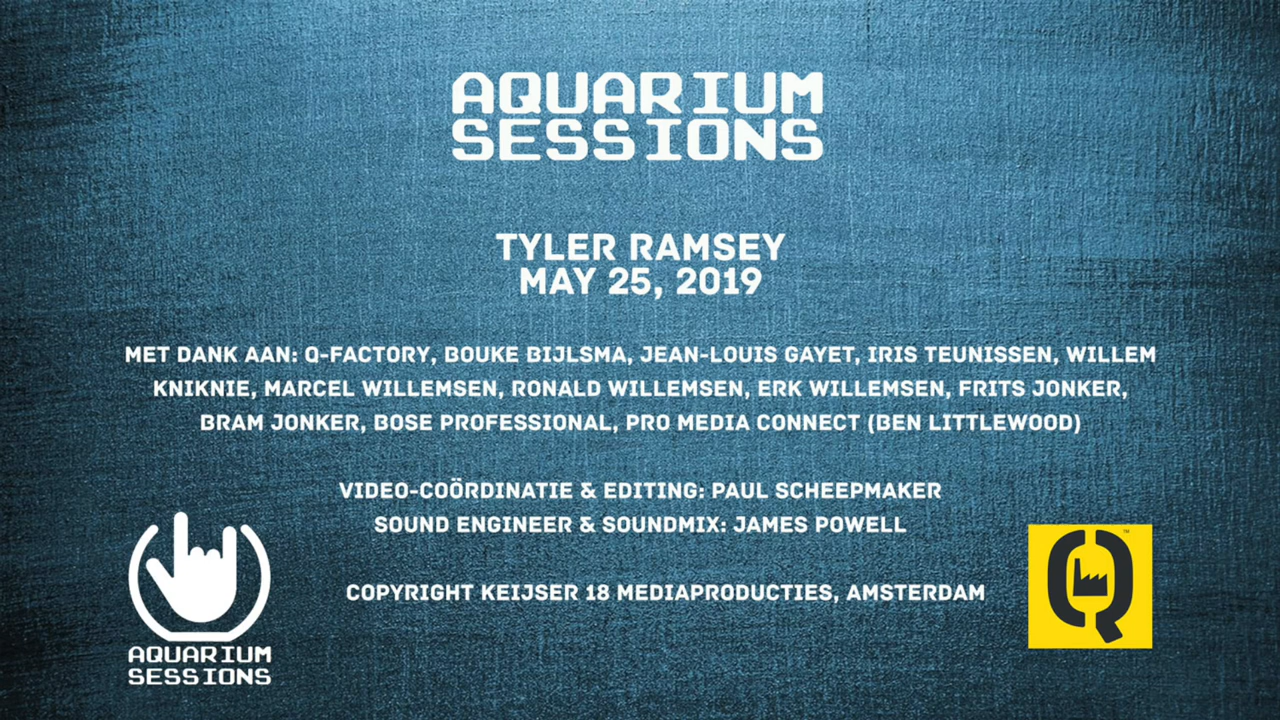 AQUARIUM
SESSIONS
TYLER RAMSEY
MAY 25, 2019
MET DANK AAN: Q-FACTORY, BOUKE BIJLSMA, JEAN-LOUIS GAYET, IRIS TEUNISSEN, WILLEM
KNIKNIE, MARCEL WILLEMSEN, RONALD WILLEMSEN, ERK WILLEMSEN, FRITS JONKER,
BRAM JONKER, BOSE PROFESSIONAL, PRO MEDIA CONNECT (BEN LITTLEWOOD)
VIDEO-COÖRDINATIE & EDITING: PAUL SCHEEPMAKER
SOUND ENGINEER & SOUNDMIX: JAMES POWELL
COPYRIGHT KEIJSER 18 MEDIAPRODUCTIES, AMSTERDAM
AQUARIUM
SESSIONS
Q™